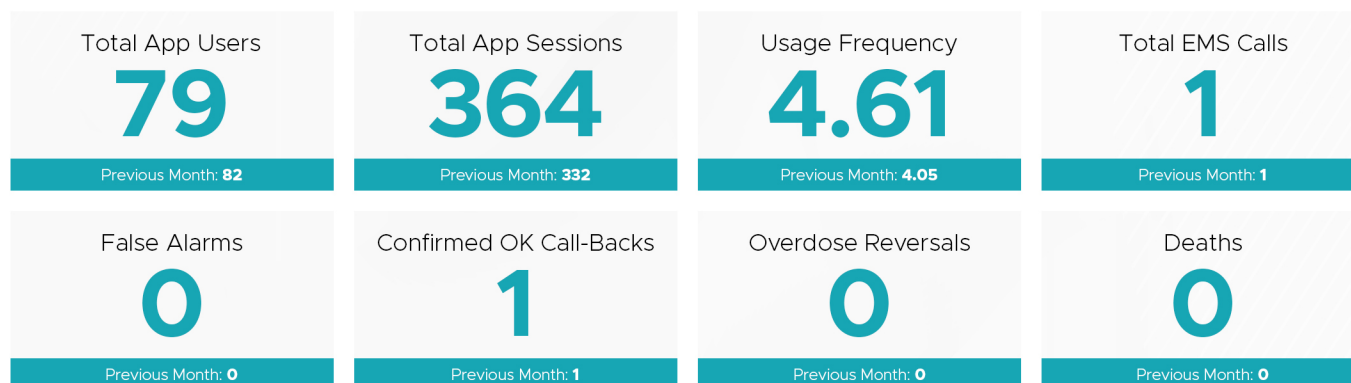 Total App Users
79
Previous Month: 82
Total App Sessions
364
Previous Month: 332
Usage Frequency
4.61
Previous Month: 4.05
Total EMS Calls
1
Previous Month: 1
False Alarms
0
Previous Month: 0
Confirmed OK Call-Backs
1
Previous Month: 1
Overdose Reversals
0
Previous Month: 0
Deaths
0
Previous Month: 0